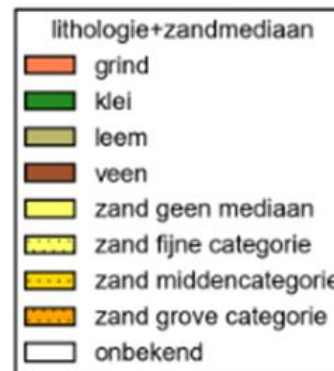 lithologie+zandmediaan
grind
klei
leem
veen
zand geen mediaan
zand fijne categorie
zand middencategorie
zand grove categorie
onbekend